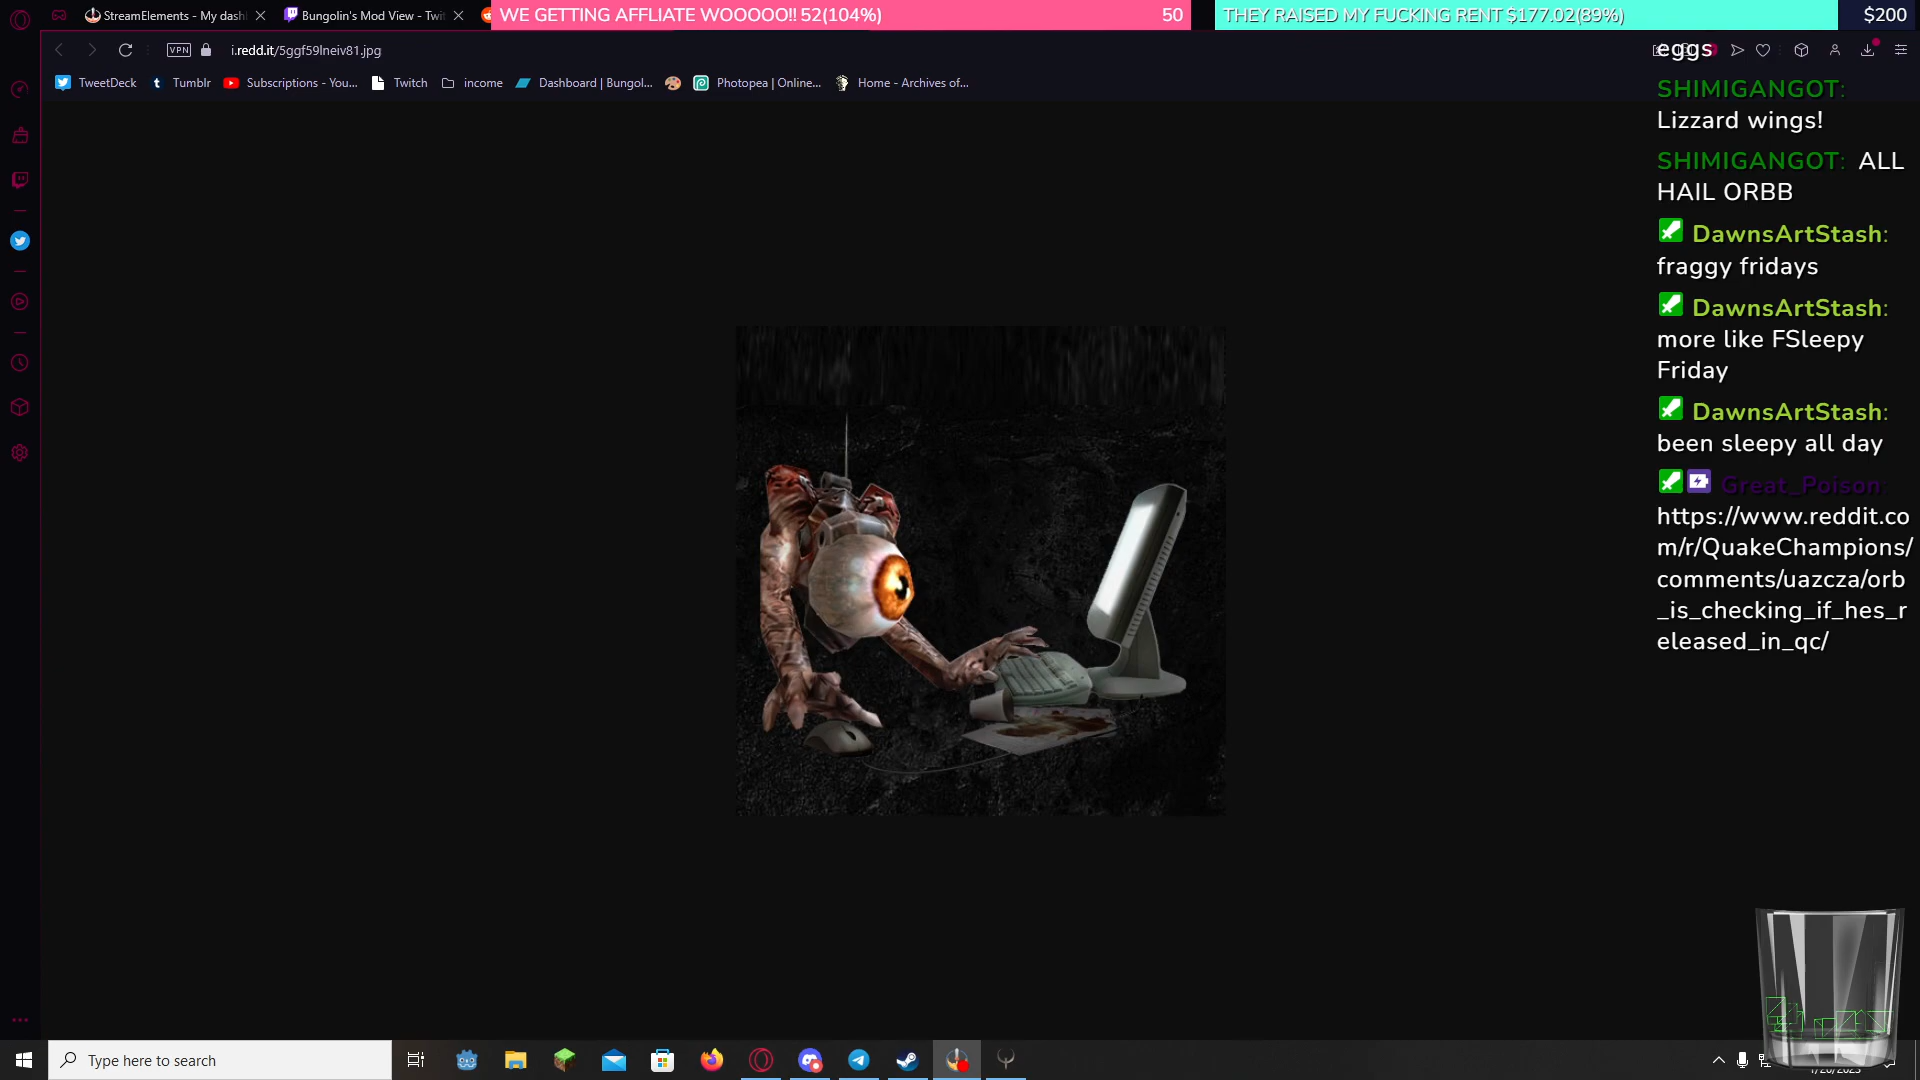 StreamElements - My dash
Bungolin's Mod View - Twit
WE GETTING AFFLIATE WOOOOO!! 52(104%)
50
THEY RAISED MY FUCKING RENT $177.02(89%)
$200
VPN
i.redd.it/5ggf59lneiv81.jpg
TweetDeck
Tumblr
Subscriptions - You...
Twitch
income
Dashboard | Bungol...
Photopea | Online...
Home - Archives of...
eggs
SHIMIGANGOT:
Lizzard wings!
SHIMIGANGOT: ALL
HAIL ORBB
DawnsArtStash:
fraggy fridays
DawnsArtStash:
more like FSleepy
Friday
DawnsArtStash:
been sleepy all day
Great_Poison:
https://www.reddit.co
m/r/QuakeChampions/
comments/uazcza/orb
_is_checking_if_hes_r
eleased_in_qc/
Type here to search